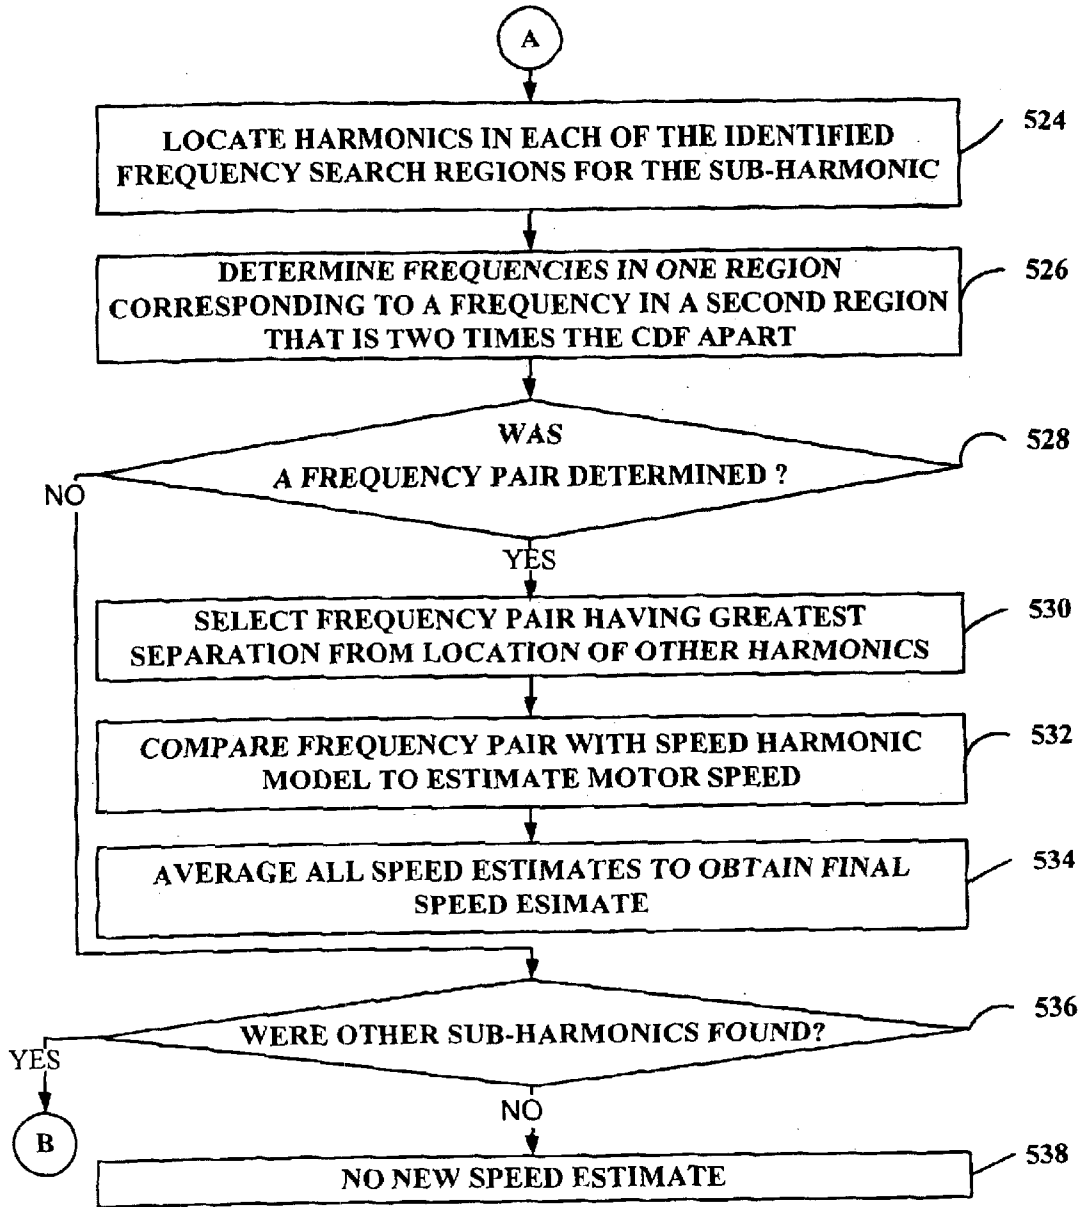 A
LOCATE HARMONICS IN EACH OF THE IDENTIFIED
FREQUENCY SEARCH REGIONS FOR THE SUB-HARMONIC
524
DETERMINE FREQUENCIES IN ONE REGION
CORRESPONDING TO A FREQUENCY IN A SECOND REGION
THAT IS TWO TIMES THE CDF APART
526
WAS
A FREQUENCY PAIR DETERMINED ?
528
NO
YES
SELECT FREQUENCY PAIR HAVING GREATEST
SEPARATION FROM LOCATION OF OTHER HARMONICS
530
COMPARE FREQUENCY PAIR WITH SPEED HARMONIC
MODEL TO ESTIMATE MOTOR SPEED
532
AVERAGE ALL SPEED ESTIMATES TO OBTAIN FINAL
SPEED ESIMATE
534
WERE OTHER SUB-HARMONICS FOUND?
536
YES
NO
B
NO NEW SPEED ESTIMATE
538